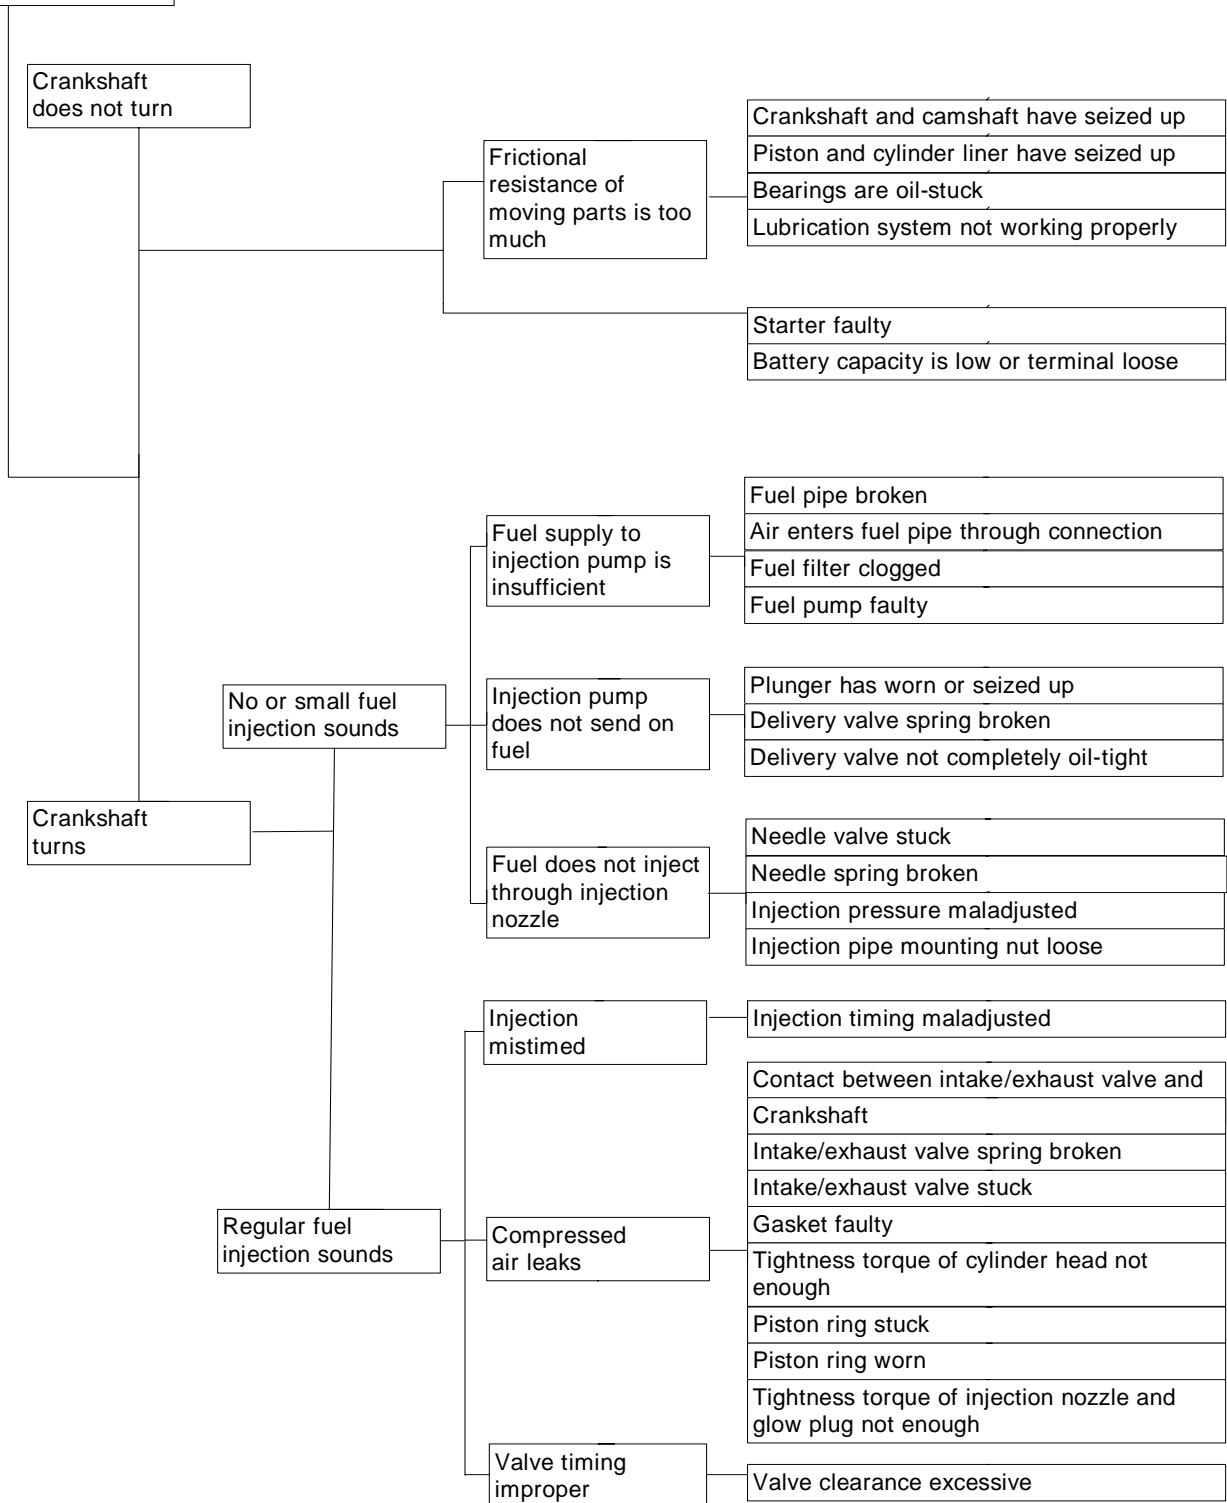 Crankshaft
does not turn
Frictional
resistance of
moving parts is too
much
Crankshaft and camshaft have seized up
Piston and cylinder liner have seized up
Bearings are oil-stuck
Lubrication system not working properly
Starter faulty
Battery capacity is low or terminal loose
Fuel supply to
injection pump is
insufficient
Fuel pipe broken
Air enters fuel pipe through connection
Fuel filter clogged
Fuel pump faulty
No or small fuel
injection sounds
Injection pump
does not send on
fuel
Plunger has worn or seized up
Delivery valve spring broken
Delivery valve not completely oil-tight
Crankshaft
turns
Fuel does not inject
through injection
nozzle
Needle valve stuck
Needle spring broken
Injection pressure maladjusted
Injection pipe mounting nut loose
Injection
mistimed
Injection timing maladjusted
Regular fuel
injection sounds
Compressed
air leaks
Contact between intake/exhaust valve and
Crankshaft
Intake/exhaust valve spring broken
Intake/exhaust valve stuck
Gasket faulty
Tightness torque of cylinder head not
enough
Piston ring stuck
Piston ring worn
Tightness torque of injection nozzle and
glow plug not enough
Valve timing
improper
Valve clearance excessive